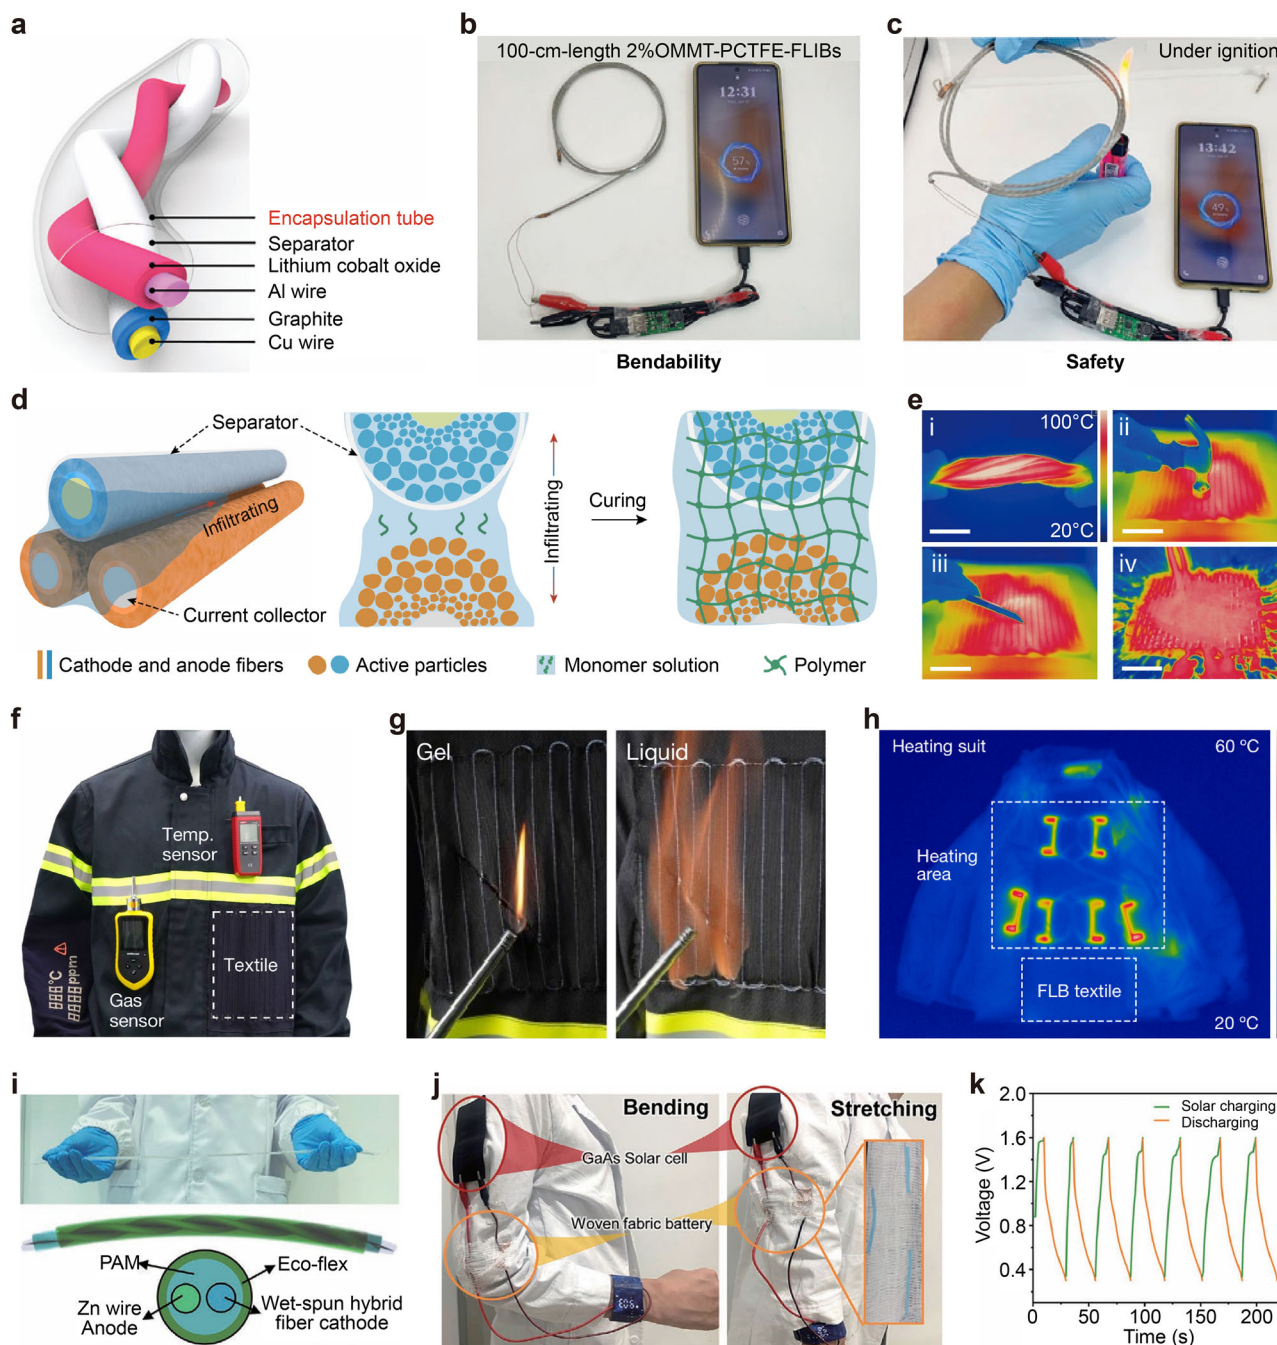 a
Encapsulation tube
Separator
Lithium cobalt oxide
Al wire
Graphite
Cu wire
b
100-cm-length 2%OMMT-PCTFE-FLIBs
12:31
57
Bendability
c
Under ignition
13:42
49
Safety
d
Separator
Infiltrating
Current collector
Infiltrating
Curing
Cathode and anode fibers
Active particles
Monomer solution
Polymer
e
i
100°C
20°C
ii
iii
iv
f
Temp.
sensor
°C
ppm
Gas
sensor
Textile
g
Gel
Liquid
h
Heating suit
60 °C
Heating
area
FLB textile
20 °C
i
PAM
Eco-flex
Zn wire
Anode
Wet-spun hybrid
fiber cathode
j
Bending
Stretching
GaAs Solar cell
Woven fabric battery
k
2.0
1.6
1.2
0.8
0.4
Voltage (V)
Solar charging
Discharging
0
50
100
150
200
Time (s)